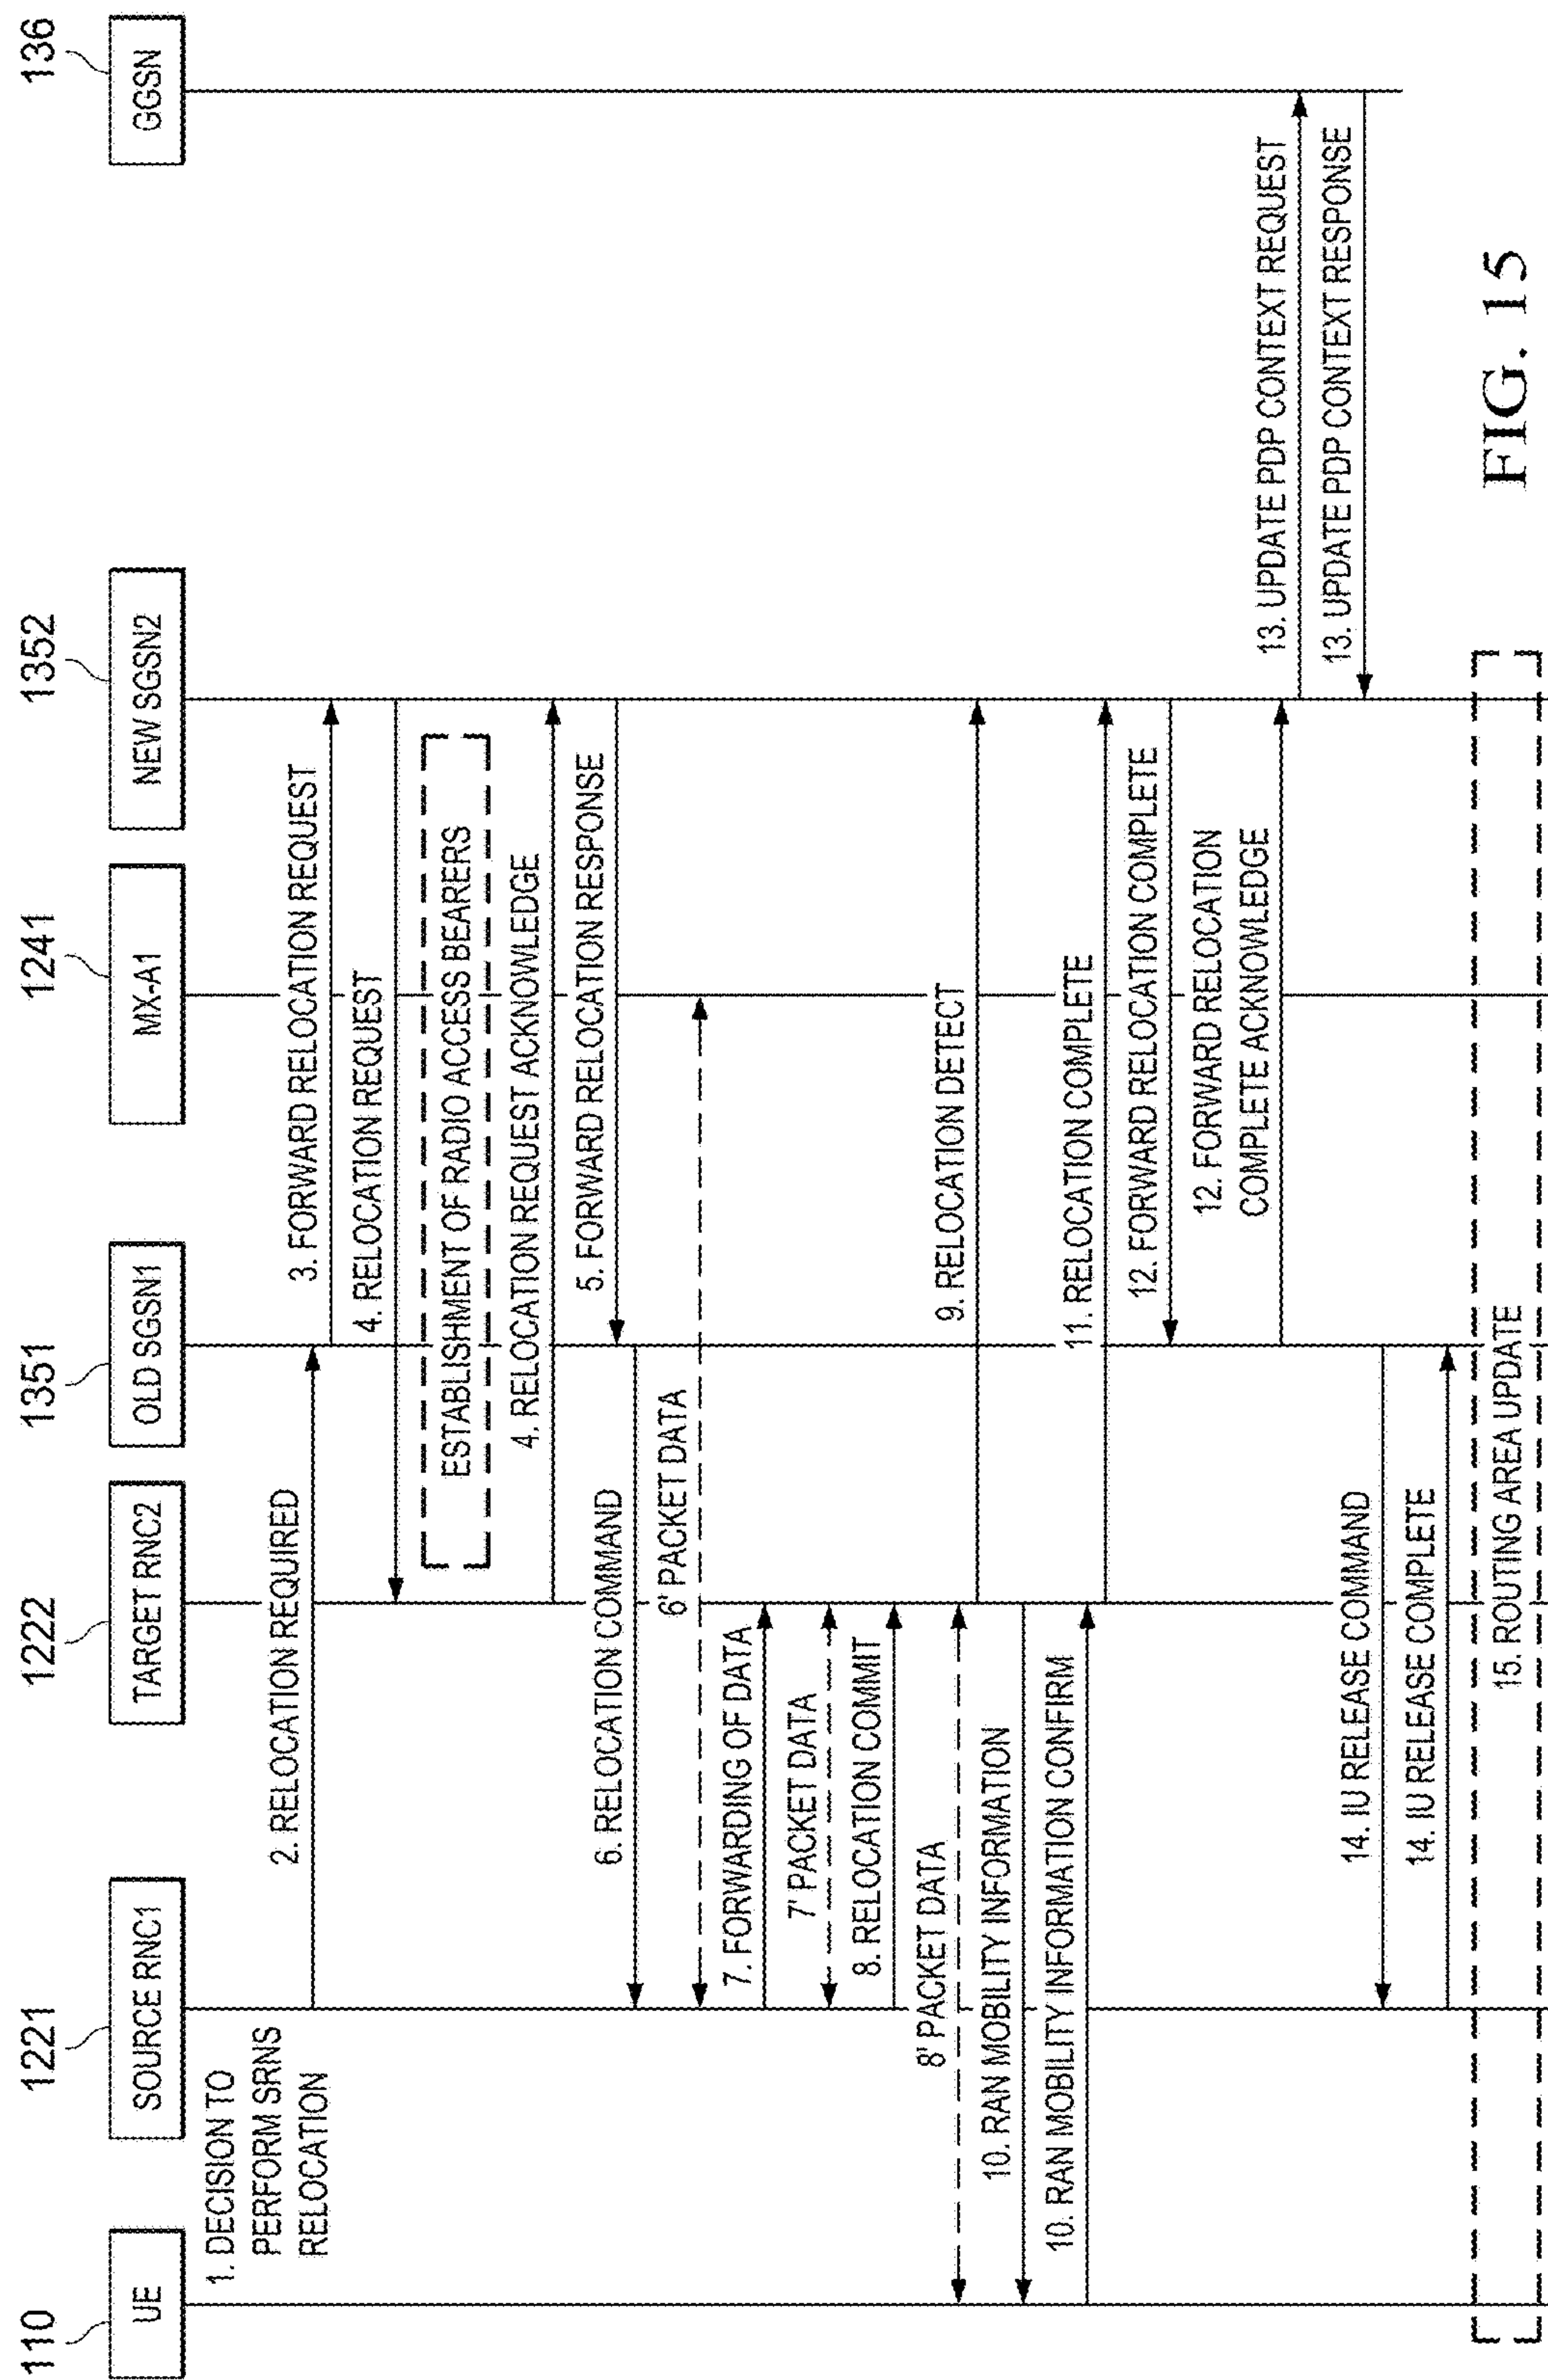 110
1221
1222
1351
1241
1352
136
UE
SOURCE RNC1
TARGET RNC2
OLD SGSN1
MX-A1
NEW SGSN2
GGSN
1. DECISION TO
PERFORM SRNS
RELOCATION
2. RELOCATION REQUIRED
3. FORWARD RELOCATION REQUEST
4. RELOCATION REQUEST
ESTABLISHMENT OF RADIO ACCESS BEARERS
4. RELOCATION REQUEST ACKNOWLEDGE
5. FORWARD RELOCATION RESPONSE
6. RELOCATION COMMAND
6' PACKET DATA
7. FORWARDING OF DATA
7' PACKET DATA
8. RELOCATION COMMIT
8' PACKET DATA
9. RELOCATION DETECT
10. RAN MOBILITY INFORMATION
10. RAN MOBILITY INFORMATION CONFIRM
11. RELOCATION COMPLETE
12. FORWARD RELOCATION COMPLETE
12. FORWARD RELOCATION
COMPLETE ACKNOWLEDGE
13. UPDATE PDP CONTEXT REQUEST
13. UPDATE PDP CONTEXT RESPONSE
14. IU RELEASE COMMAND
14. IU RELEASE COMPLETE
15. ROUTING AREA UPDATE
FIG. 15